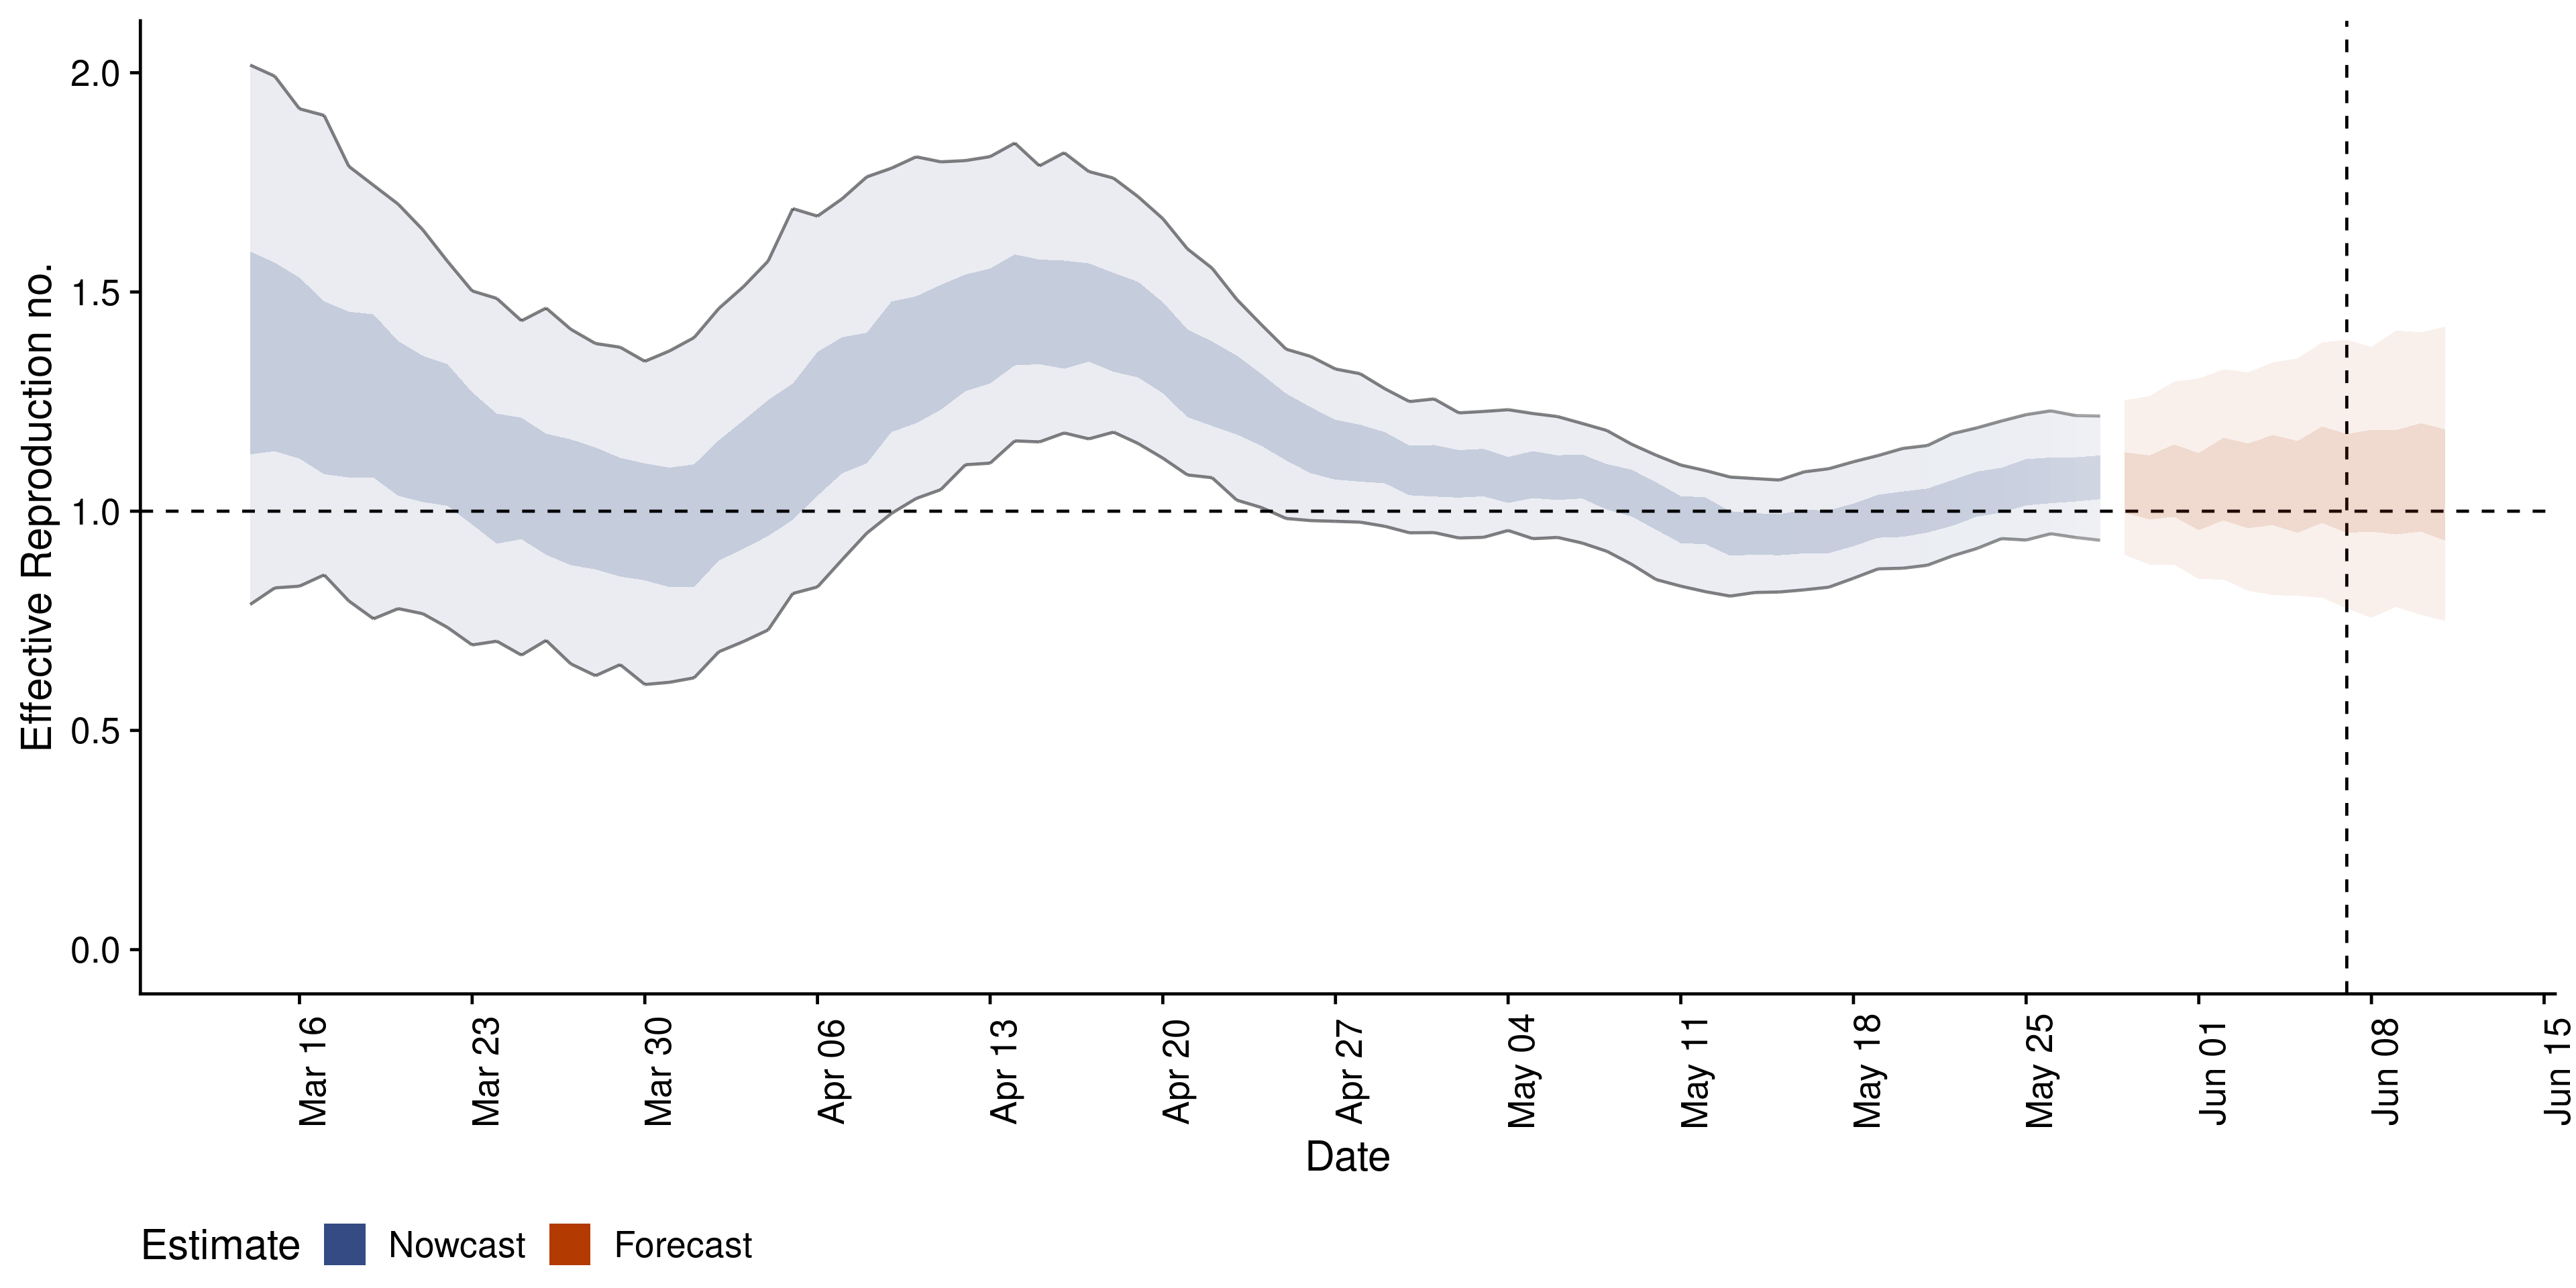 Effective Reproduction no.
2.0
1.5
1.0
0.5
0.0
Mar 16
Mar 23
Mar 30
Apr 06
Apr 13
Apr 20
Apr 27
May 04
May 11
May 18
May 25
Jun 01
Jun 08
Jun 15
Date
Estimate Nowcast Forecast